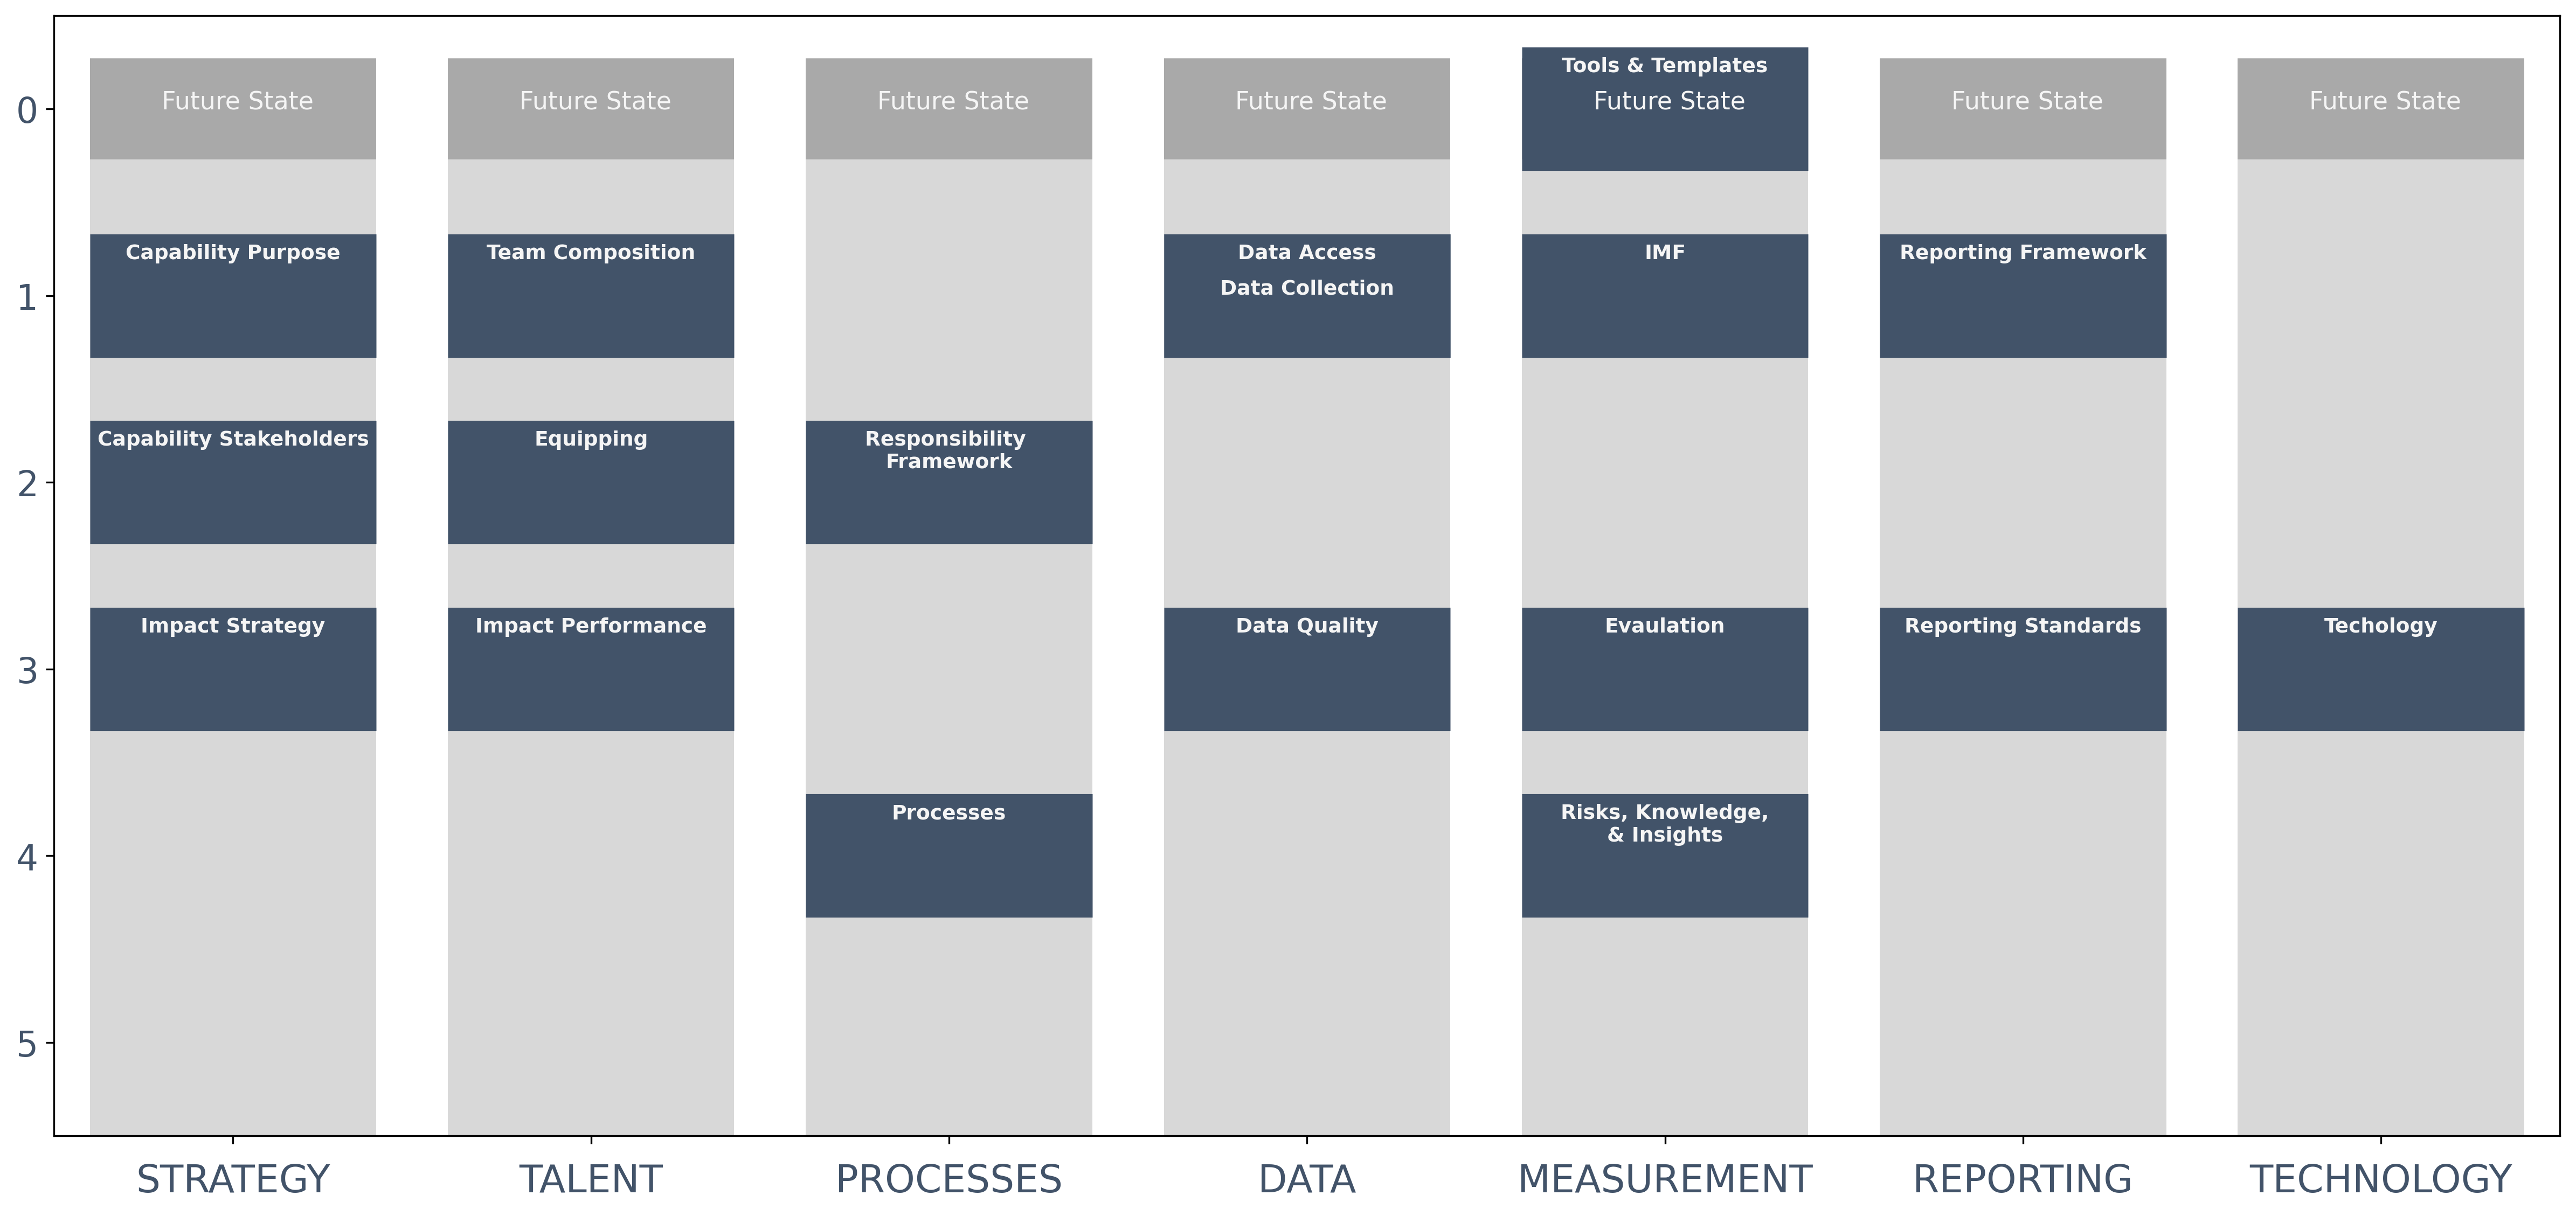 Tools & Templates
0
Future State
Future State
Future State
Future State
Future State
Future State
Future State
Capability Purpose
Team Composition
Data Access
IMF
Reporting Framework
1
Data Collection
Capability Stakeholders
Equipping
Responsibility
Framework
2
Impact Strategy
Impact Performance
Data Quality
Evaulation
Reporting Standards
Techology
3
Processes
Risks, Knowledge,
& Insights
4
5
STRATEGY
TALENT
PROCESSES
DATA
MEASUREMENT
REPORTING
TECHNOLOGY